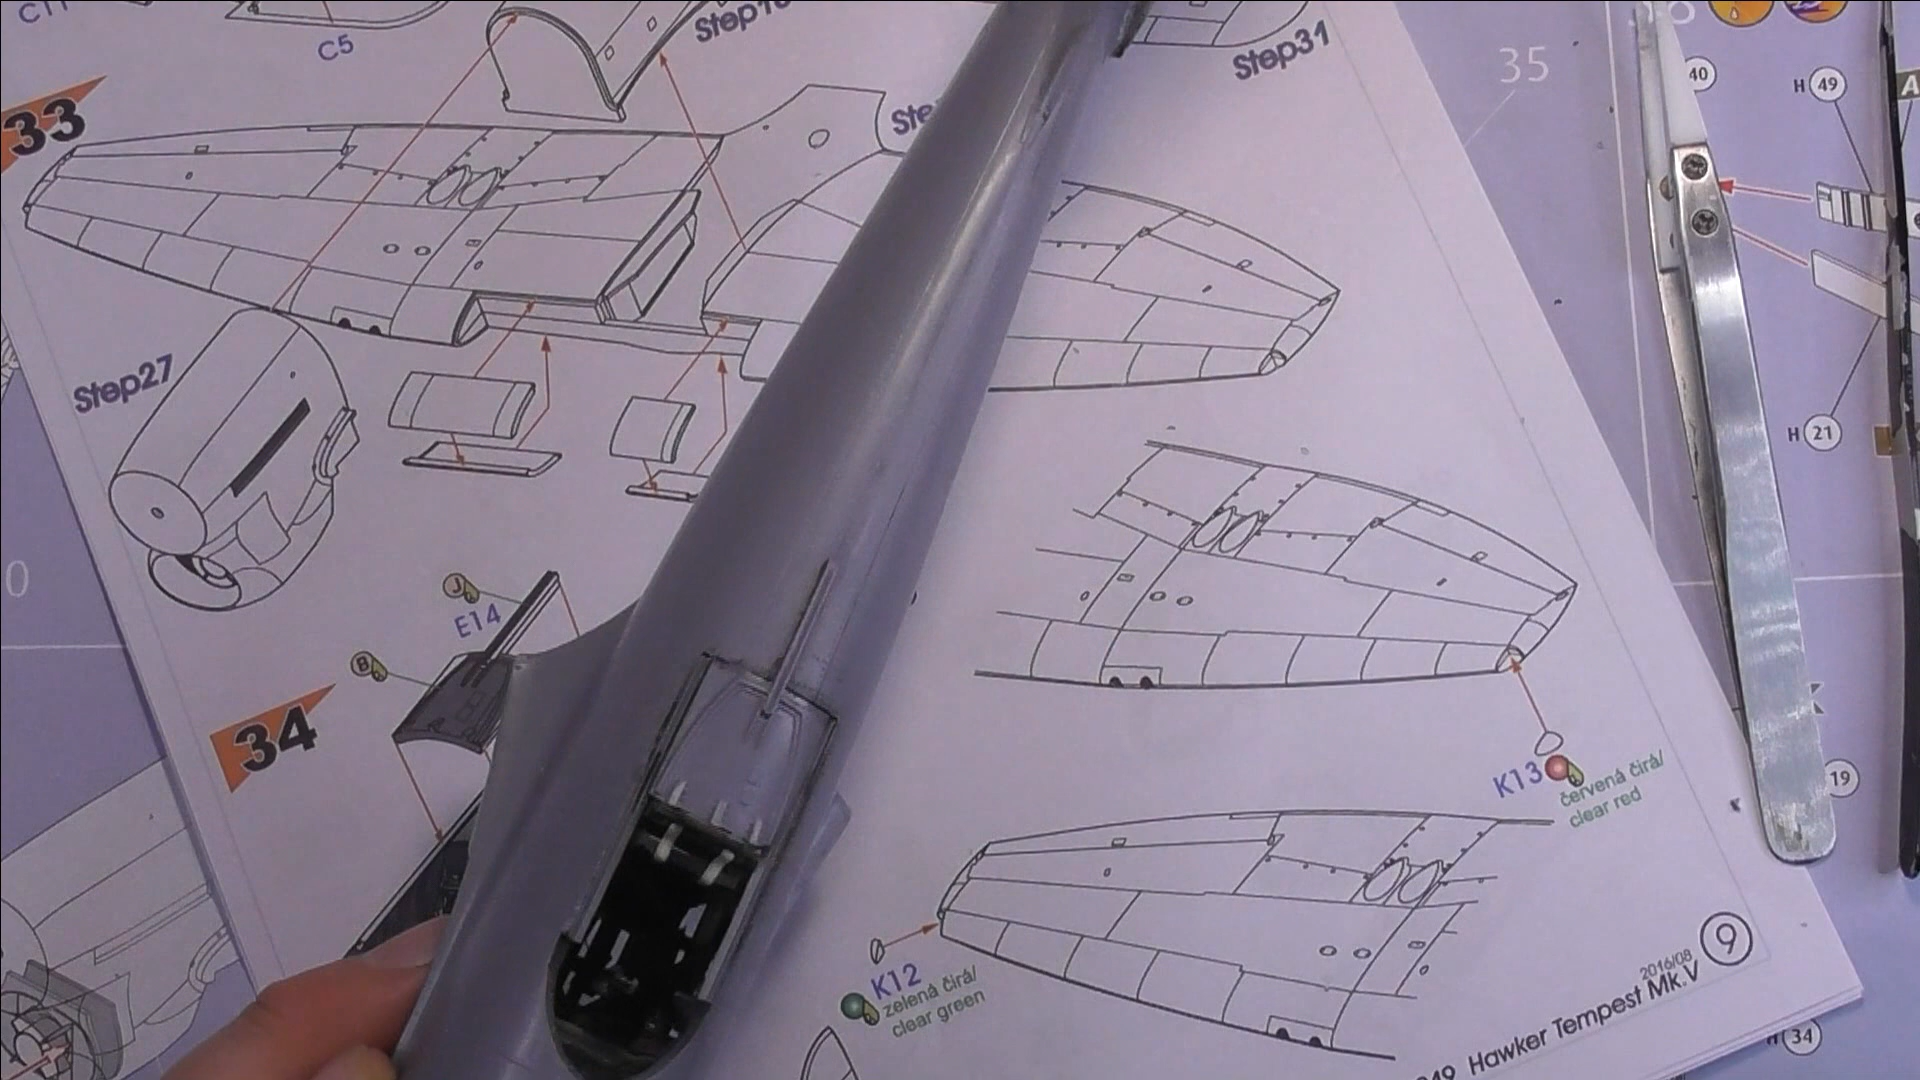 C5
Step31
35
40
H 49
A
33
Step27
H 21
J
E14
B
34
0
K13
červená čirá/
clear red
19
K12
zelená čirá/
clear green
9
2016/08
Hawker Tempest Mk.V
34